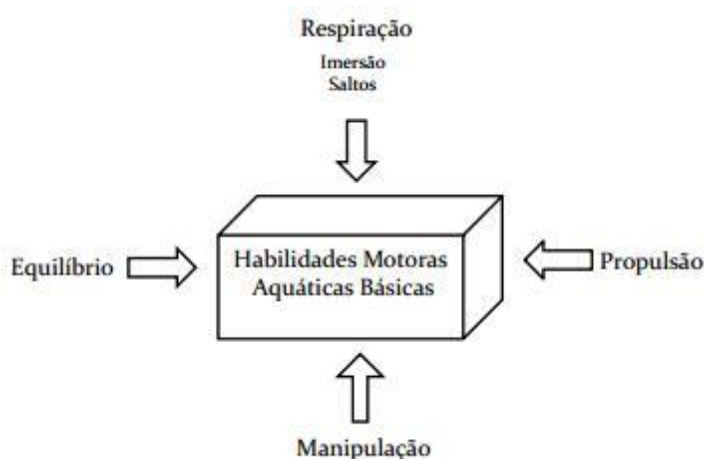 Respiração
Imersão
Saltos
Equilíbrio
Habilidades Motoras
Aquáticas Básicas
Propulsão
Manipulação